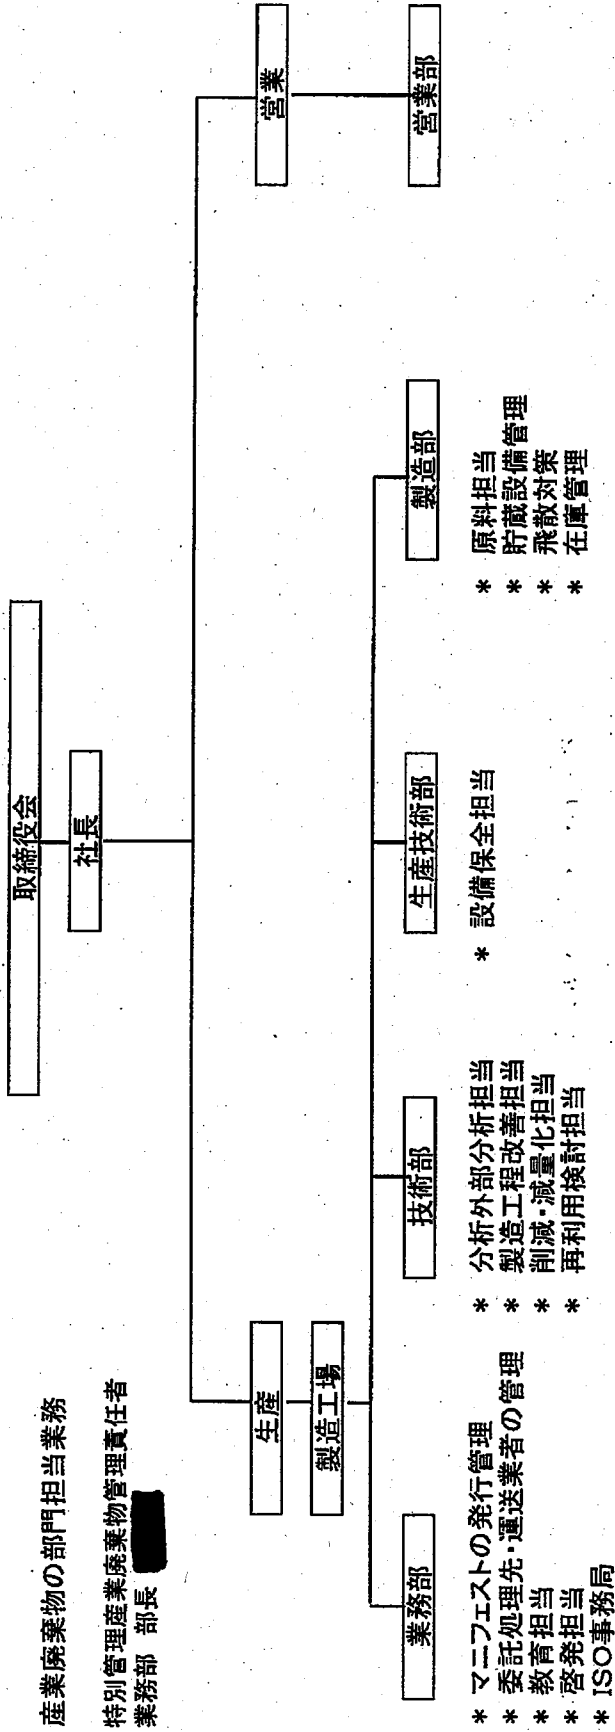 産業廃棄物の部門担当業務
特別管理産業廃棄物管理責任者
業務部 部長
取締役会
社長
生産
営業
製造工場
業務部
技術部
生産技術部
製造部
営業部
* マニフェストの発行管理
* 委託処理先・運送業者の管理
* 教育担当
* 啓発担当
* ISO事務局
* 分析外部分析担当
* 製造工程改善担当
* 削減・減量化担当
* 再利用検討担当
* 設備保全担当
* 原料担当
* 貯蔵設備管理
* 飛散対策
* 在庫管理